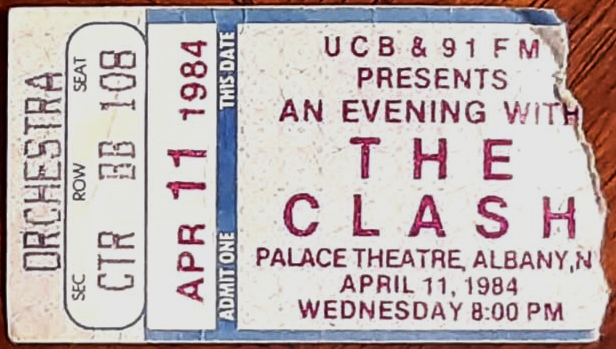 ORCHESTRA
SEC ROW SEAT
CTR BB 108
APR 11 1984
ADMIT ONE THIS DATE
UCB & 91 FM
PRESENTS
AN EVENING WITH
THE
CLASH
PALACE THEATRE, ALBANY, N
APRIL 11, 1984
WEDNESDAY 8:00 PM